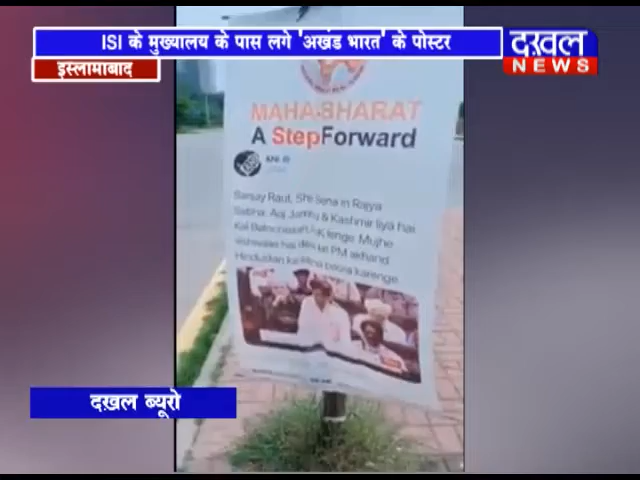 ISI के मुख्यालय के पास लगे 'अखंड भारत' के पोस्टर
इस्लामाबाद
दख़ल
NEWS
MAHA-BHARAT
A StepForward
ANI
Sanjay Raut, Shiv Sena in Rajya
Sabha: Aaj Jammu & Kashmir liya hai.
Kal Balochistan, lenge. Mujhe
vishwaas hai desh ke PM akhand
Hindustan ka sapna poora karenge
दख़ल ब्यूरो